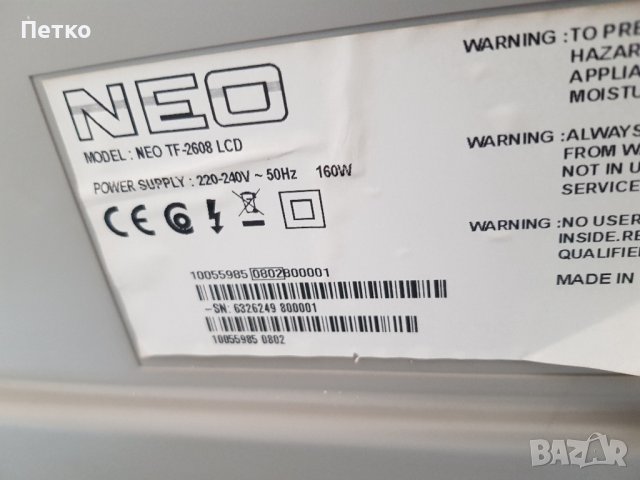 Петко
NEO
MODEL : NEO TF-2608 LCD
POWER SUPPLY : 220-240V ~ 50Hz 160W
CE
10055985 0802 800001
-SN: 6326249 800001
10055985 0802
WARNING :TO PRE
HAZAR
APPLIA
MOISTU
WARNING :ALWAYS
FROM WA
NOT IN U
SERVICE
WARNING :NO USER
INSIDE.RE
QUALIFIE
MADE IN
BAZAR